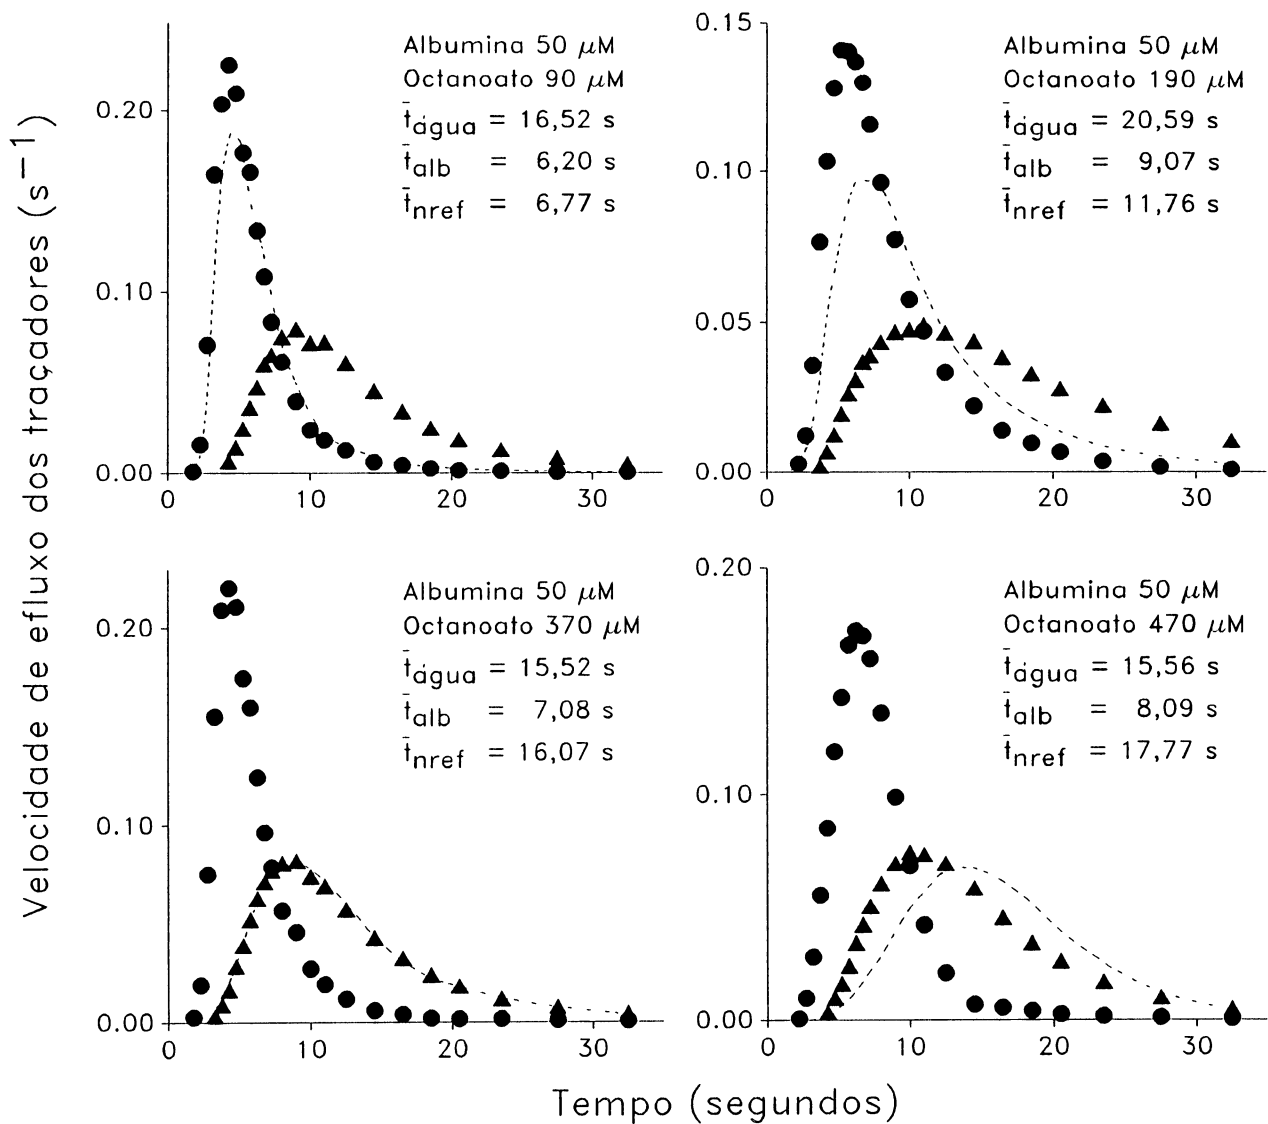 Velocidade de efluxo dos traçadores (s⁻¹)
Albumina 50 μM
Octanoato 90 μM
t̄água = 16,52 s
t̄alb = 6,20 s
t̄nref = 6,77 s
0.20
0.10
0.00
0 10 20 30
Albumina 50 μM
Octanoato 190 μM
t̄água = 20,59 s
t̄alb = 9,07 s
t̄nref = 11,76 s
0.15
0.10
0.05
0.00
0 10 20 30
Albumina 50 μM
Octanoato 370 μM
t̄água = 15,52 s
t̄alb = 7,08 s
t̄nref = 16,07 s
0.20
0.10
0.00
0 10 20 30
Albumina 50 μM
Octanoato 470 μM
t̄água = 15,56 s
t̄alb = 8,09 s
t̄nref = 17,77 s
0.20
0.10
0.00
0 10 20 30
Tempo (segundos)